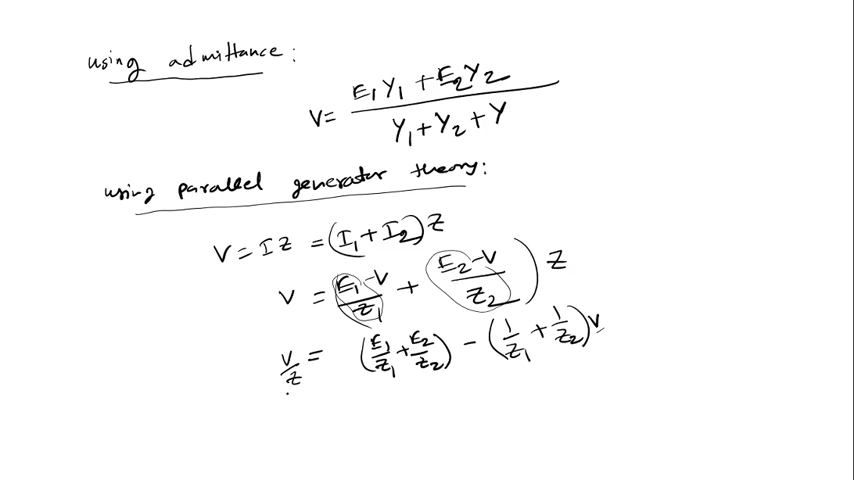 using admittance:
V = (E₁Y₁ + E₂Y₂) / (Y₁ + Y₂ + Y)
using parallel generator theory:
V = IZ = (I₁ + I₂) Z
V = (E₁ - V)/Z₁ + (E₂ - V)/Z₂ ) Z
V/Z = (E₁/Z₁ + E₂/Z₂) - (1/Z₁ + 1/Z₂) V